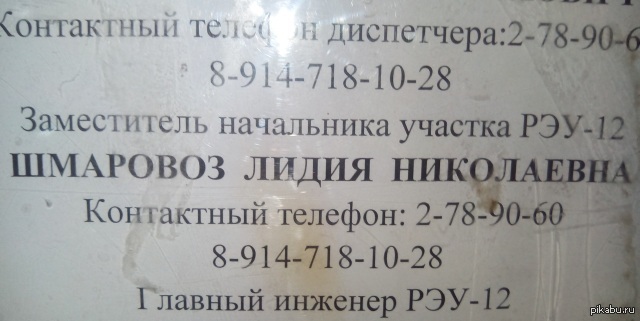 Контактный телефон диспетчера:2-78-90-6
8-914-718-10-28
Заместитель начальника участка РЭУ-12
ШМАРОВОЗ ЛИДИЯ НИКОЛАЕВНА
Контактный телефон: 2-78-90-60
8-914-718-10-28
Главный инженер РЭУ-12
pikabu.ru